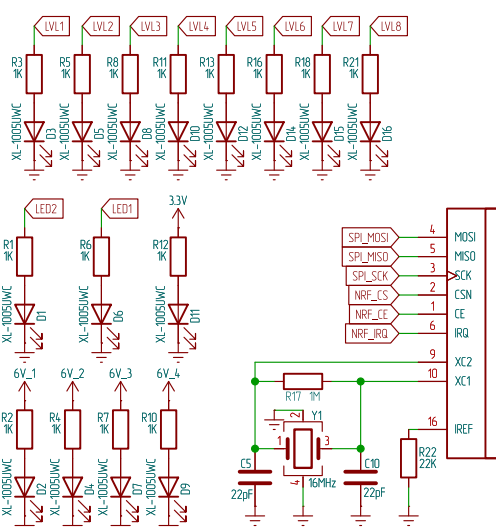 LVL1 LVL2 LVL3 LVL4 LVL5 LVL6 LVL7 LVL8
R3 R5 R8 R11 R13 R16 R18 R21
1K 1K 1K 1K 1K 1K 1K 1K
XL-1005UWC XL-1005UWC XL-1005UWC XL-1005UWC XL-1005UWC XL-1005UWC XL-1005UWC XL-1005UWC
D3 D5 D8 D10 D12 D14 D15 D16
LED2 LED1 3.3V
R1 R6 R12
1K 1K 1K
XL-1005UWC XL-1005UWC XL-1005UWC
D1 D6 D11
6V_1 6V_2 6V_3 6V_4
R2 R4 R7 R10
1K 1K 1K 1K
XL-1005UWC XL-1005UWC XL-1005UWC XL-1005UWC
D2 D4 D7 D9
SPI_MOSI 4 MOSI
SPI_MISO 5 MISO
SPI_SCK 3 SCK
NRF_CS 2 CSN
NRF_CE 1 CE
NRF_IRQ 6 IRQ
9 XC2
10 XC1
R17 1M
16 IREF
2 Y1
1 3
4 16MHz
C5 C10
22pF 22pF
R22
22K